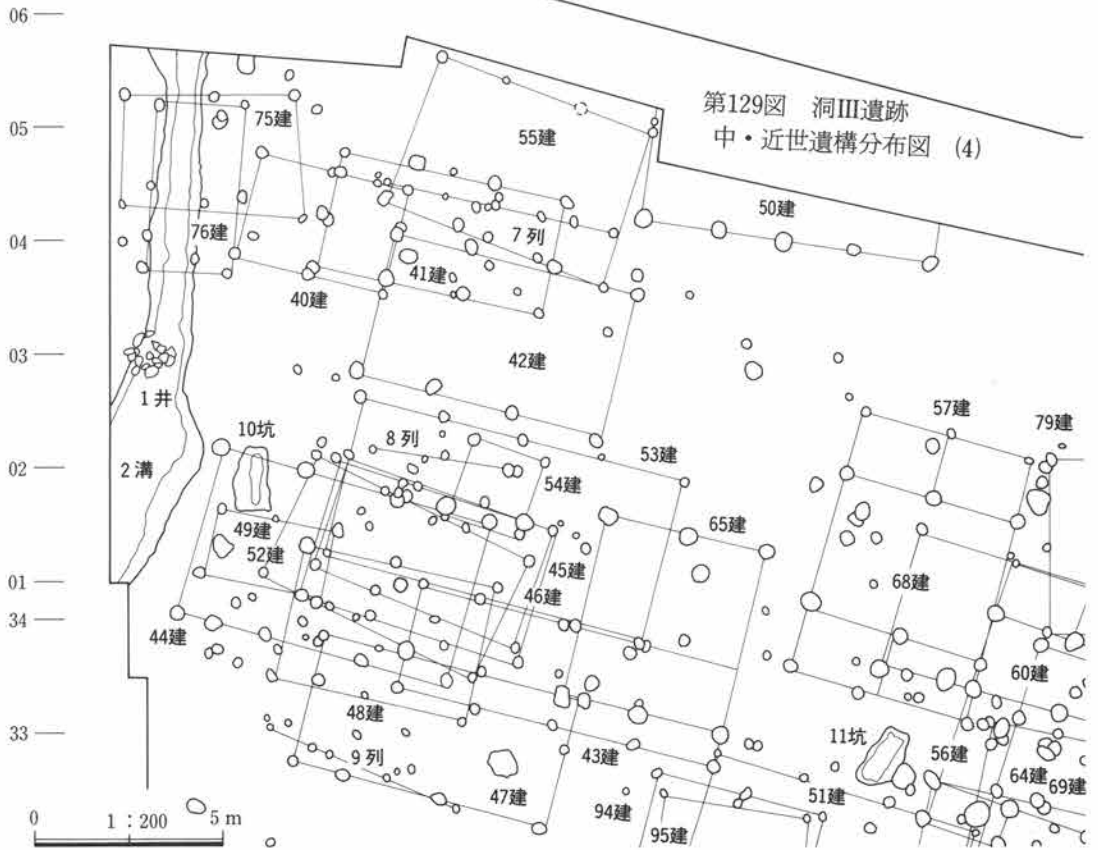 第129図 洞III遺跡
中・近世遺構分布図 (4)
06
05
04
03
02
01
34
33
75建
55建
50建
76建
7列
41建
40建
42建
1井
10坑
8列
57建
79建
2溝
53建
54建
49建
52建
65建
45建
46建
68建
44建
60建
48建
9列
43建
11坑
56建
47建
64建
69建
94建
95建
51建
0 1:200 5m